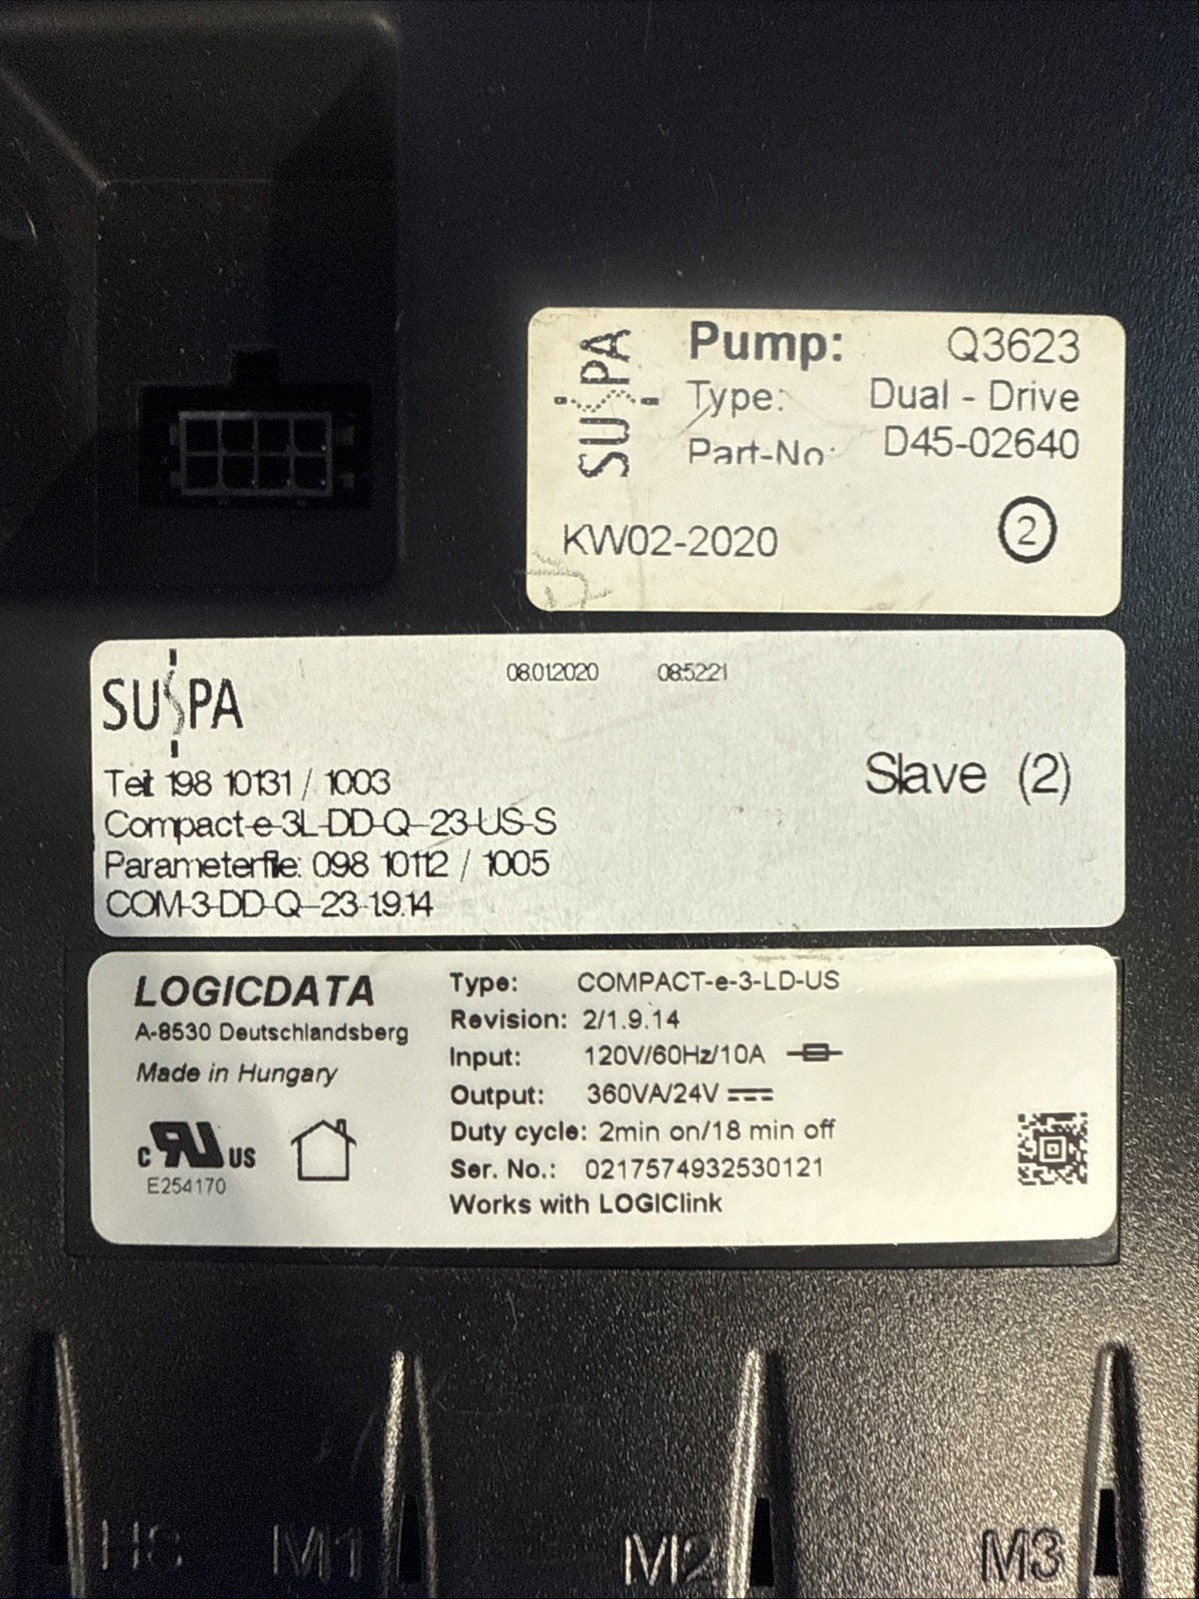 SUSPA
Pump: Q3623
Type: Dual - Drive
Part-No: D45-02640
KW02-2020 2
SUSPA
08.01.2020 08:52:21
Teil: 198 10131 / 1003
Slave (2)
Compact-e-3L-DD-Q-23-US-S
Parameterfile: 098 10112 / 1005
COM-3-DD-Q-23-1.9.14
LOGICDATA
A-8530 Deutschlandsberg
Made in Hungary
c RU US
E254170
Type: COMPACT-e-3-LD-US
Revision: 2/1.9.14
Input: 120V/60Hz/10A
Output: 360VA/24V
Duty cycle: 2min on/18 min off
Ser. No.: 0217574932530121
Works with LOGIClink
HS M1 M2 M3